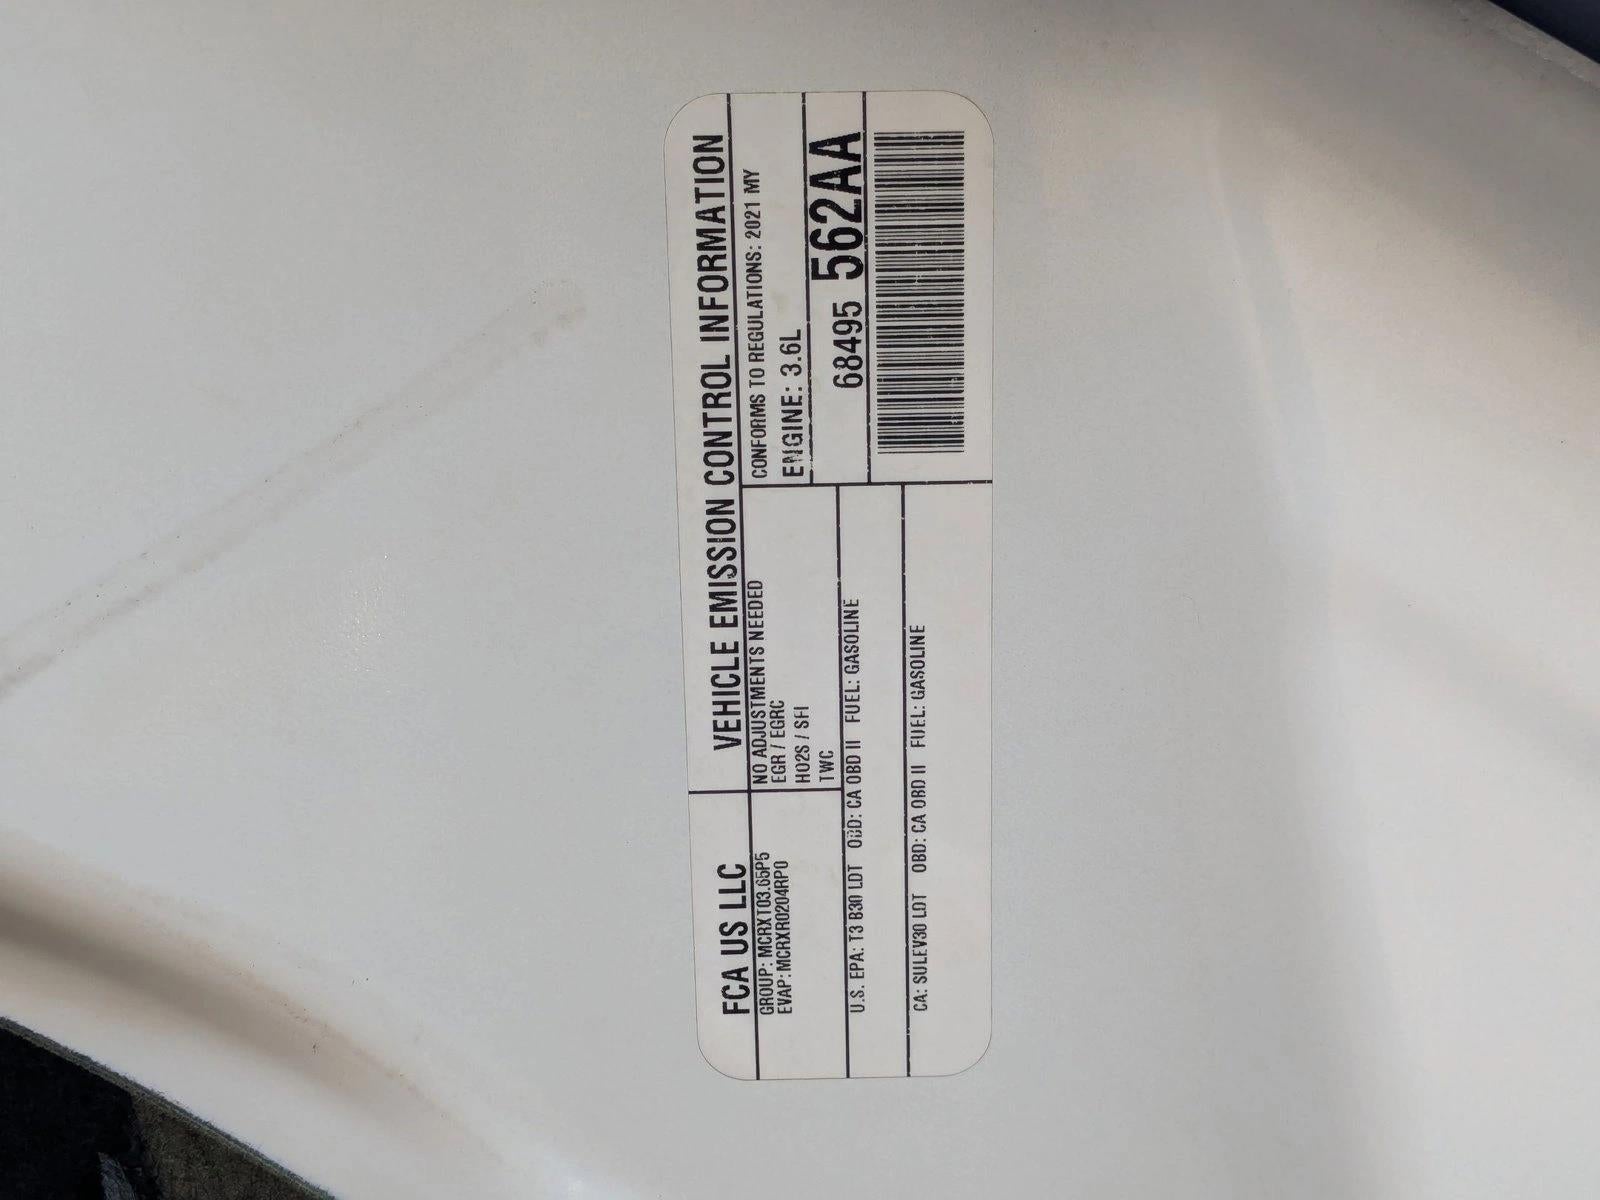 FCA US LLC
VEHICLE EMISSION CONTROL INFORMATION
GROUP: MCRXT03.65P5
EVAP: MCRXR0204RP0
NO ADJUSTMENTS NEEDED
EGR / EGRC
HO2S / SFI
TWC
CONFORMS TO REGULATIONS: 2021 MY
ENGINE: 3.6L
68495 562AA
U.S. EPA: T3 B30 LDT OBD: CA OBD II FUEL: GASOLINE
CA: SULEV30 LDT OBD: CA OBD II FUEL: GASOLINE